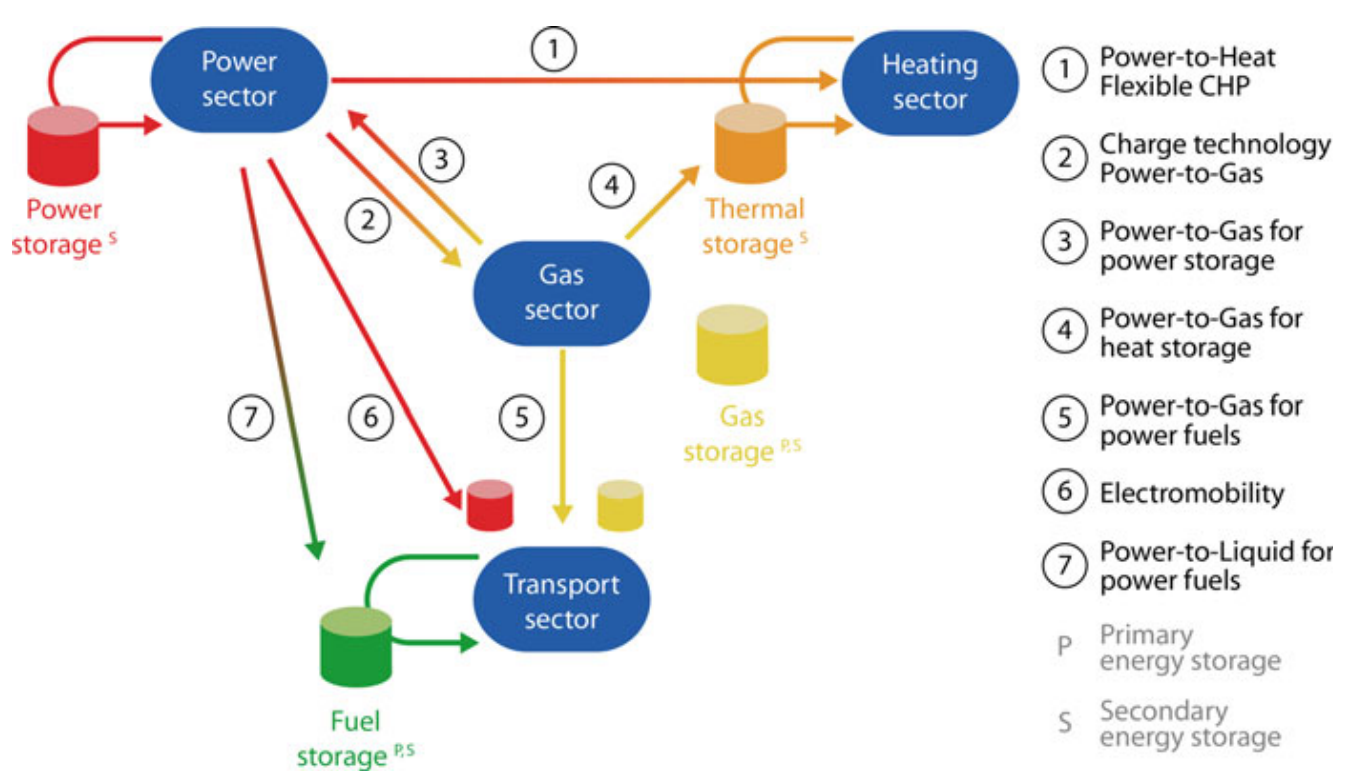 Power
sector
1
Heating
sector
3
4
2
Power
storage S
Thermal
storage S
Gas
sector
7
6
5
Gas
storage P,S
Transport
sector
Fuel
storage P,S
1 Power-to-Heat
Flexible CHP
2 Charge technology
Power-to-Gas
3 Power-to-Gas for
power storage
4 Power-to-Gas for
heat storage
5 Power-to-Gas for
power fuels
6 Electromobility
7 Power-to-Liquid for
power fuels
P Primary
energy storage
S Secondary
energy storage